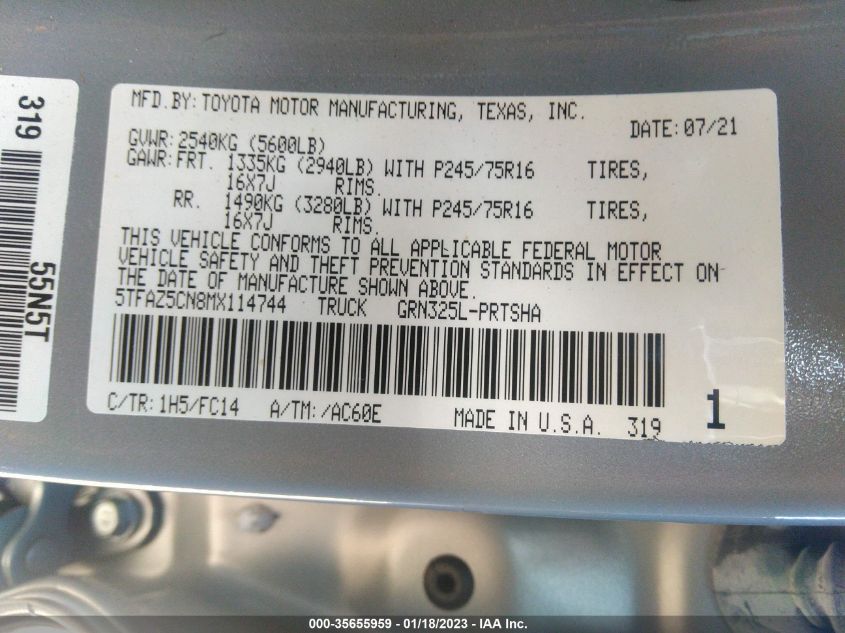 319
55N5T
MFD.BY: TOYOTA MOTOR MANUFACTURING, TEXAS, INC.
DATE: 07/21
GVWR: 2540KG (5600LB)
GAWR: FRT. 1335KG (2940LB) WITH P245/75R16 TIRES,
16X7J RIMS.
RR. 1490KG (3280LB) WITH P245/75R16 TIRES,
16X7J RIMS.
THIS VEHICLE CONFORMS TO ALL APPLICABLE FEDERAL MOTOR
VEHICLE SAFETY AND THEFT PREVENTION STANDARDS IN EFFECT ON
THE DATE OF MANUFACTURE SHOWN ABOVE.
5TFAZ5CN8MX114744 TRUCK GRN325L-PRTSHA
C/TR: 1H5/FC14 A/TM: /AC60E MADE IN U.S.A. 319
1
000-35655959 - 01/18/2023 - IAA Inc.